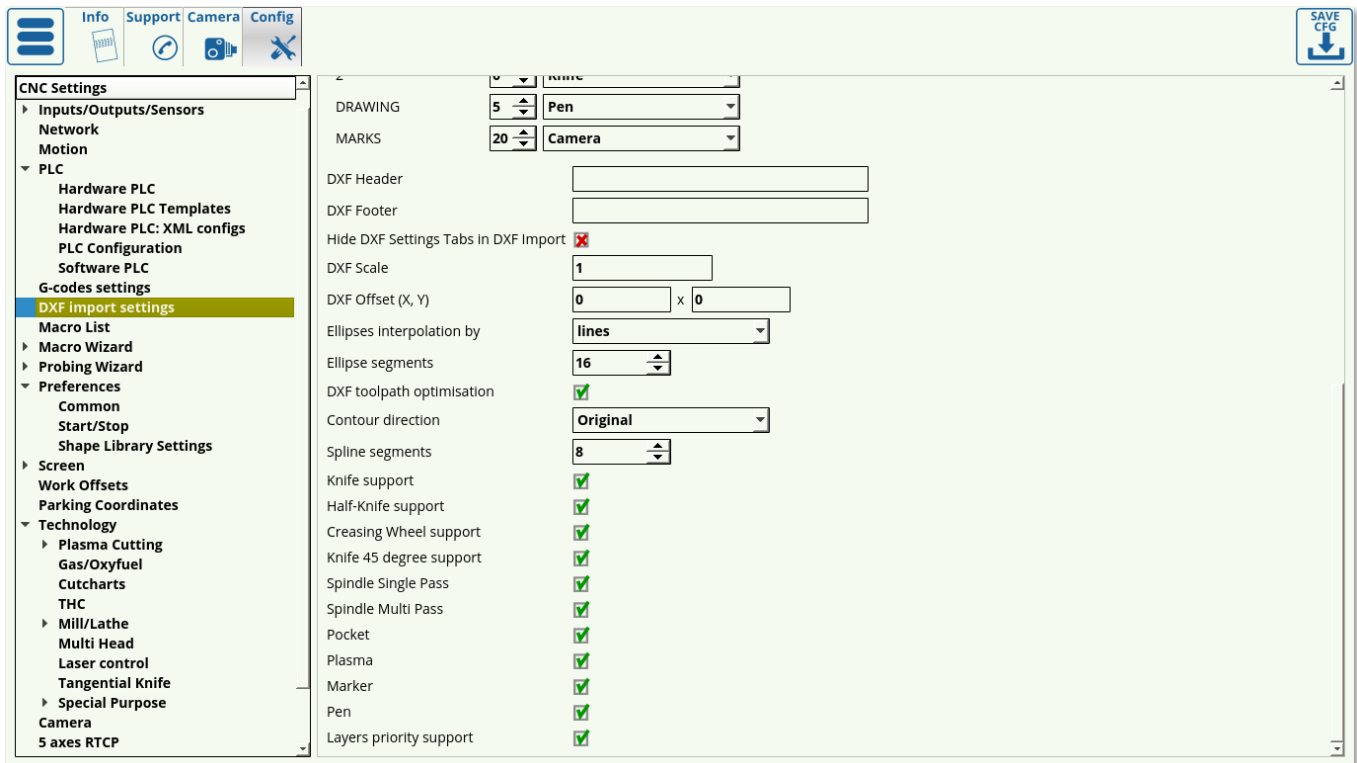 Info Support Camera Config
SAVE CFG
CNC Settings
Inputs/Outputs/Sensors
Network
Motion
PLC
Hardware PLC
Hardware PLC Templates
Hardware PLC: XML configs
PLC Configuration
Software PLC
G-codes settings
DXF import settings
Macro List
Macro Wizard
Probing Wizard
Preferences
Common
Start/Stop
Shape Library Settings
Screen
Work Offsets
Parking Coordinates
Technology
Plasma Cutting
Gas/Oxyfuel
Cutcharts
THC
Mill/Lathe
Multi Head
Laser control
Tangential Knife
Special Purpose
Camera
5 axes RTCP
DRAWING 5 Pen
MARKS 20 Camera
DXF Header
DXF Footer
Hide DXF Settings Tabs in DXF Import
DXF Scale 1
DXF Offset (X, Y) 0 x 0
Ellipses interpolation by lines
Ellipse segments 16
DXF toolpath optimisation
Contour direction Original
Spline segments 8
Knife support
Half-Knife support
Creasing Wheel support
Knife 45 degree support
Spindle Single Pass
Spindle Multi Pass
Pocket
Plasma
Marker
Pen
Layers priority support